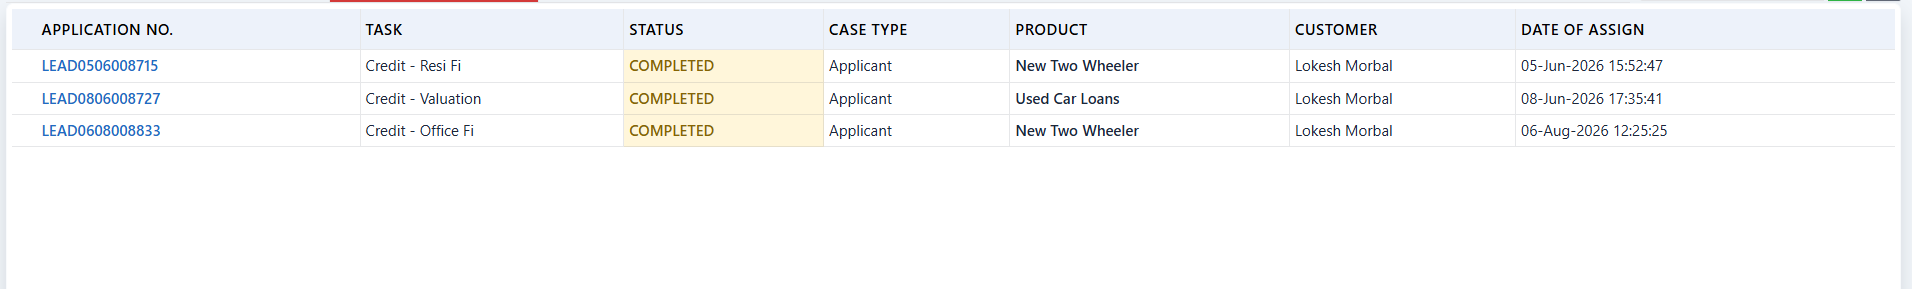 APPLICATION NO. TASK STATUS CASE TYPE PRODUCT CUSTOMER DATE OF ASSIGN
LEAD0506008715 Credit - Resi Fi COMPLETED Applicant New Two Wheeler Lokesh Morbal 05-Jun-2026 15:52:47
LEAD0806008727 Credit - Valuation COMPLETED Applicant Used Car Loans Lokesh Morbal 08-Jun-2026 17:35:41
LEAD0608008833 Credit - Office Fi COMPLETED Applicant New Two Wheeler Lokesh Morbal 06-Aug-2026 12:25:25